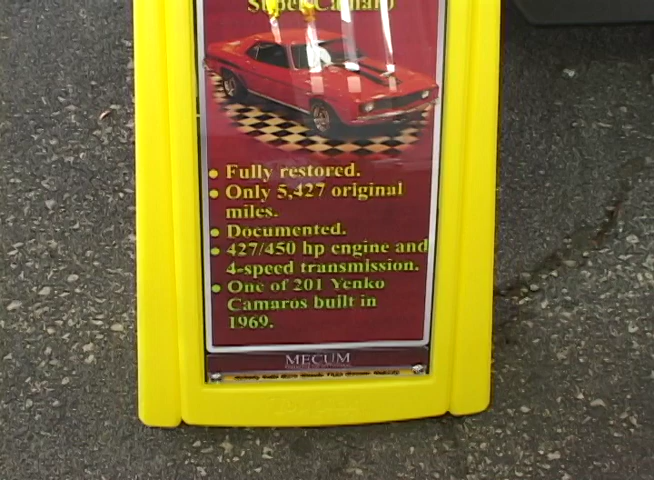 Super Camaro
• Fully restored.
• Only 5,427 original
miles.
• Documented.
• 427/450 hp engine and
4-speed transmission.
• One of 201 Yenko
Camaros built in
1969.
MECUM